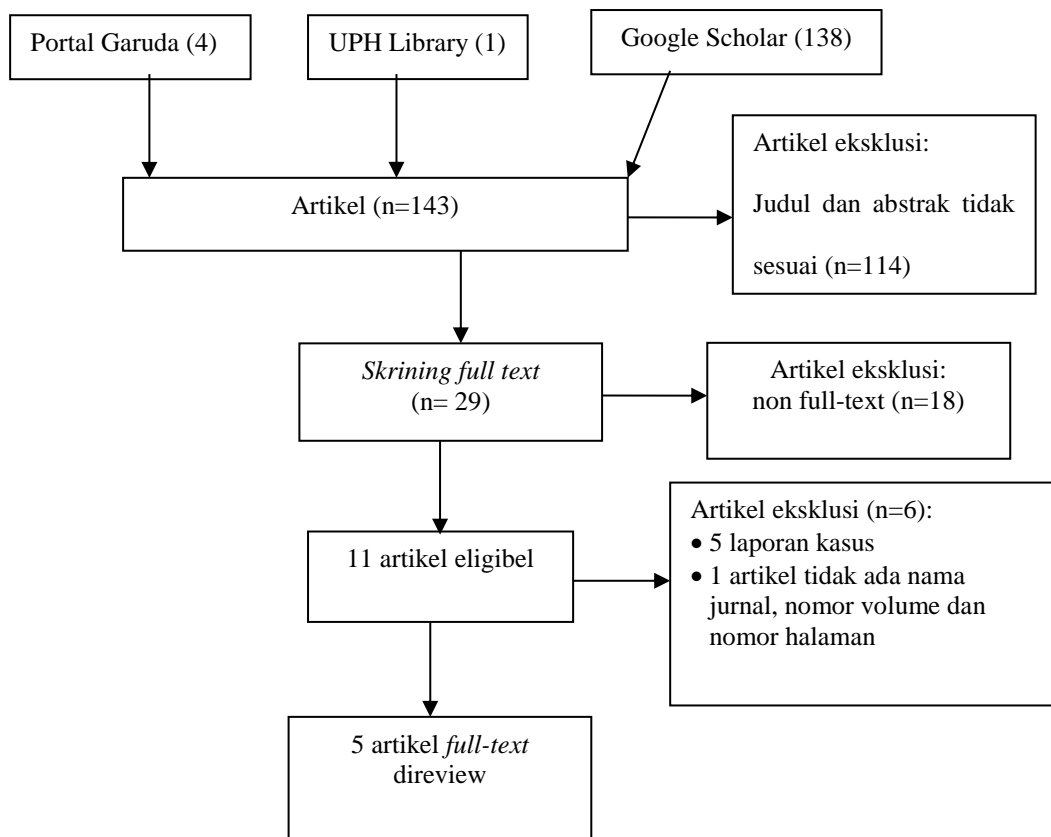 Portal Garuda (4)
UPH Library (1)
Google Scholar (138)
Artikel (n=143)
Artikel eksklusi:
Judul dan abstrak tidak
sesuai (n=114)
Skrining full text
(n= 29)
Artikel eksklusi:
non full-text (n=18)
11 artikel eligibel
Artikel eksklusi (n=6):
• 5 laporan kasus
• 1 artikel tidak ada nama
jurnal, nomor volume dan
nomor halaman
5 artikel full-text
direview